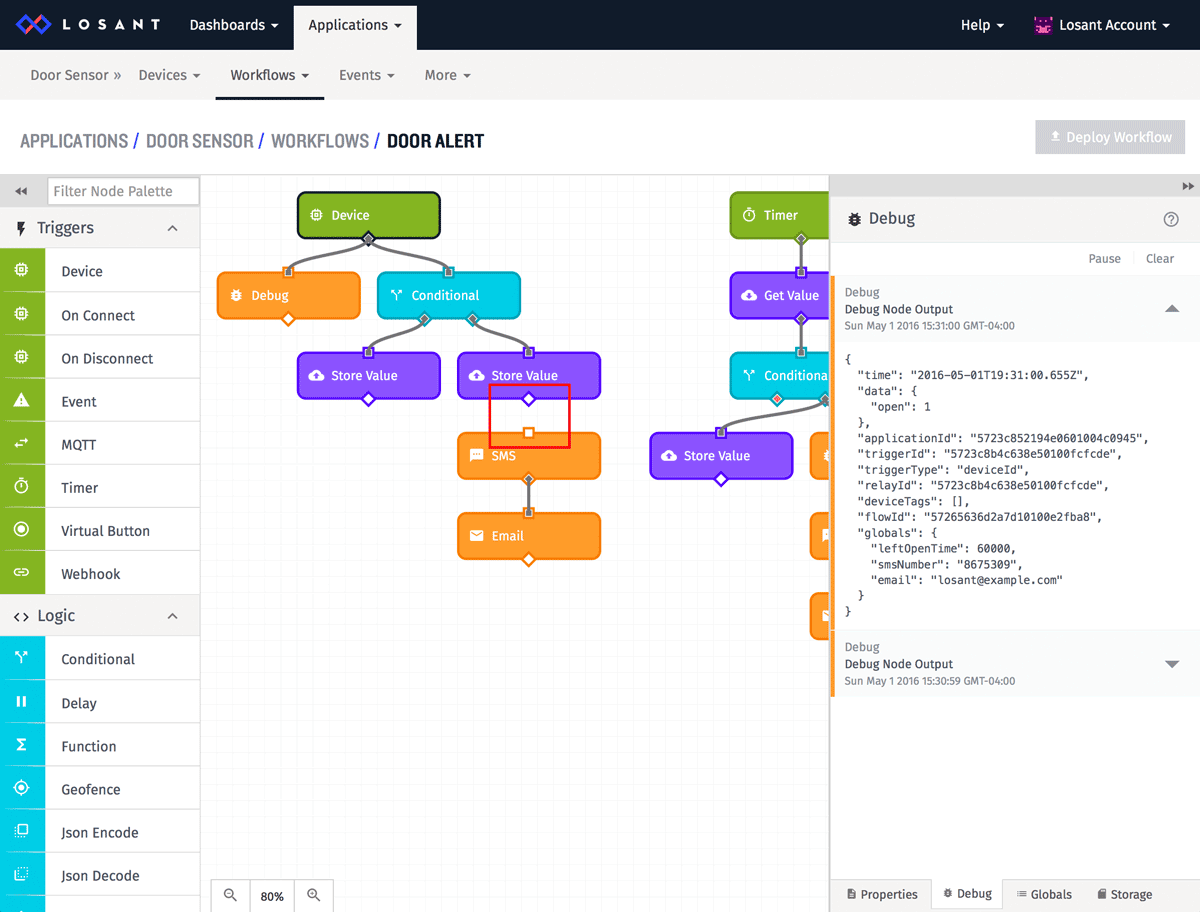 LOSANT
Dashboards
Applications
Help
Losant Account
Door Sensor »
Devices
Workflows
Events
More
APPLICATIONS / DOOR SENSOR / WORKFLOWS / DOOR ALERT
Deploy Workflow
Filter Node Palette
Triggers
Device
On Connect
On Disconnect
Event
MQTT
Timer
Virtual Button
Webhook
Logic
Conditional
Delay
Function
Geofence
Json Encode
Json Decode
Device
Timer
Debug
Conditional
Get Value
Store Value
Store Value
Conditiona
SMS
Store Value
Email
80%
Debug
Pause
Clear
Debug
Debug Node Output
Sun May 1 2016 15:31:00 GMT-04:00
{
"time": "2016-05-01T19:31:00.655Z",
"data": {
"open": 1
},
"applicationId": "5723c852194e0601004c0945",
"triggerId": "5723c8b4c638e50100fcfcde",
"triggerType": "deviceId",
"relayId": "5723c8b4c638e50100fcfcde",
"deviceTags": [],
"flowId": "57265636d2a7d10100e2fba8",
"globals": {
"leftOpenTime": 60000,
"smsNumber": "8675309",
"email": "losant@example.com"
}
}
Debug
Debug Node Output
Sun May 1 2016 15:30:59 GMT-04:00
Properties
Debug
Globals
Storage